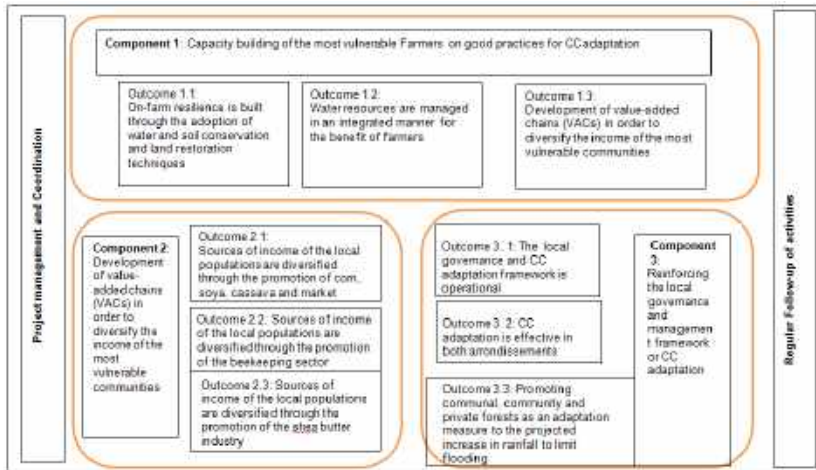 Project management and Coordination
Component 1: Capacity building of the most vulnerable Farmers on good practices for CC adaptation
Outcome 1.1:
On-farm resilience is built
through the adoption of
water and soil conservation
and land restoration
techniques
Outcome 1.2:
Water resources are managed
in an integrated manner for
the benefit of farmers
Outcome 1.3:
Development of value-added
chains (VACs) in order to
diversify the income of the most
vulnerable communities
Component 2:
Development
of value-
added chains
(VACs) in
order to
diversify the
income of the
most
vulnerable
communities
Outcome 2.1:
Sources of income of the local
populations are diversified
through the promotion of corn,
soya, cassava and market
Outcome 2.2: Sources of income
of the local populations are
diversified through the promotion
of the beekeeping sector
Outcome 2.3: Sources of
income of the local populations
are diversified through the
promotion of the shea butter
industry
Outcome 3. 1: The local
governance and CC
adaptation framework is
operational
Outcome 3. 2: CC
adaptation is effective in
both arrondissements
Outcome 3.3: Promoting
communal, community and
private forests as an adaptation
measure to the projected
increase in rainfall to limit
flooding
Component
3:
Reinforcing
the local
governance
and
managemen
t framework
or CC
adaptation
Regular Follow-up of activities